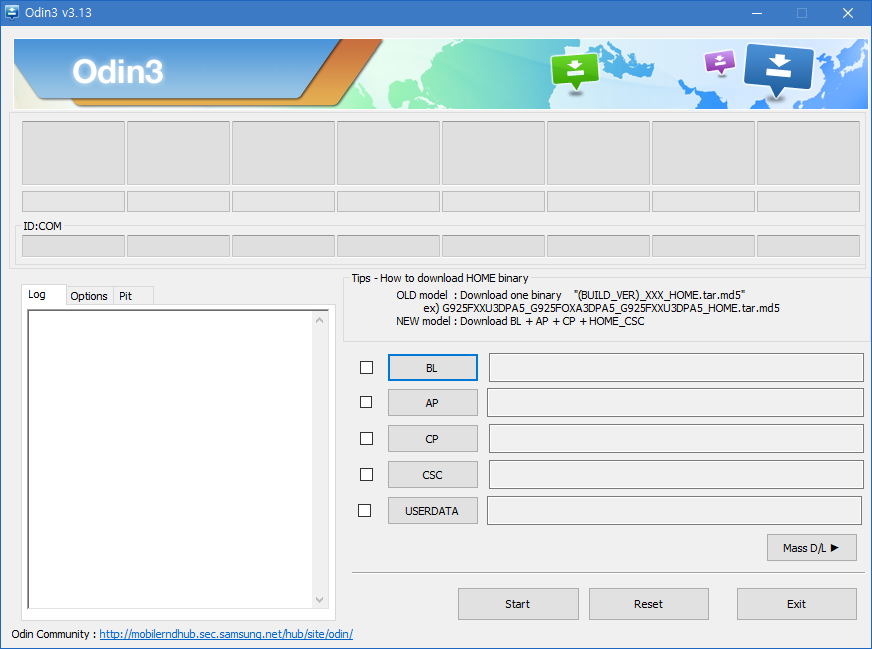 Odin3 v3.13
Odin3
ID:COM
Log
Options
Pit
Tips - How to download HOME binary
OLD model : Download one binary "(BUILD_VER)_XXX_HOME.tar.md5"
ex) G925FXXU3DPA5_G925FOXA3DPA5_G925FXXU3DPA5_HOME.tar.md5
NEW model : Download BL + AP + CP + HOME_CSC
BL
AP
CP
CSC
USERDATA
Mass D/L ►
Start
Reset
Exit
Odin Community : http://mobilerndhub.sec.samsung.net/hub/site/odin/